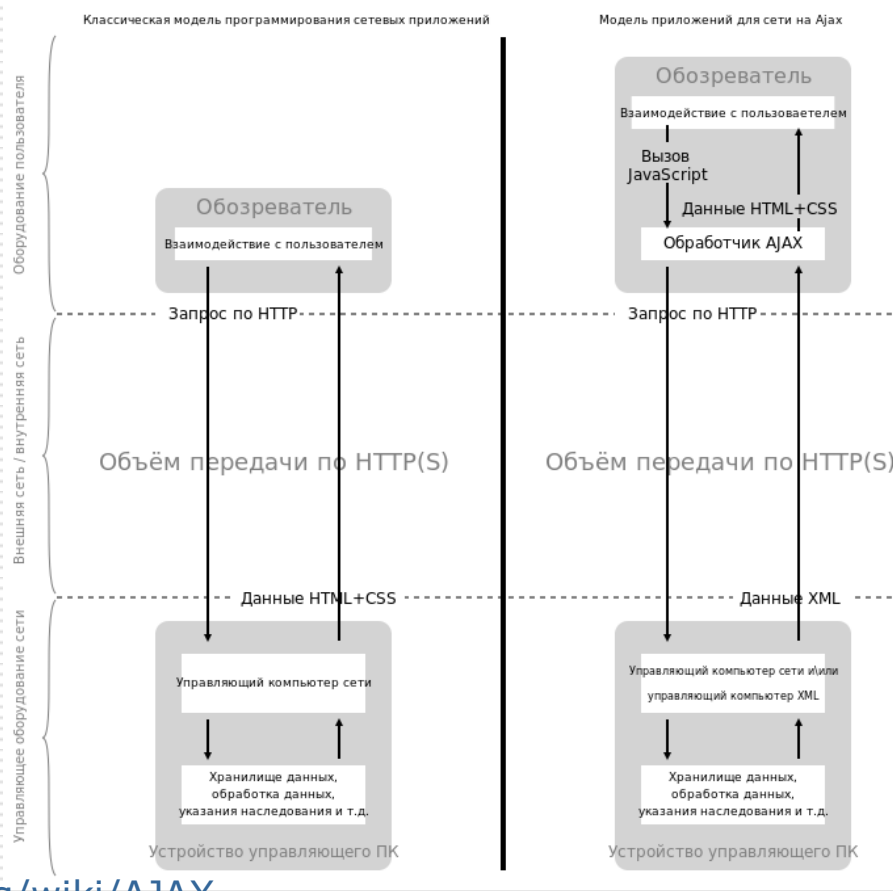 Классическая модель программирования сетевых приложений
Модель приложений для сети на Ajax
Оборудование пользователя
Внешняя сеть / внутренняя сеть
Управляющее оборудование сети
Обозреватель
Взаимодействие с пользователем
Запрос по HTTP
Объём передачи по HTTP(S)
Данные HTML+CSS
Управляющий компьютер сети
Хранилище данных,
обработка данных,
указания наследования и т.д.
Устройство управляющего ПК
Обозреватель
Взаимодействие с пользоваетелем
Вызов
JavaScript
Данные HTML+CSS
Обработчик AJAX
Запрос по HTTP
Объём передачи по HTTP(S)
Данные XML
Управляющий компьютер сети и\или
управляющий компьютер XML
Хранилище данных,
обработка данных,
указания наследования и т.д.
Устройство управляющего ПК
/wiki/AJAX